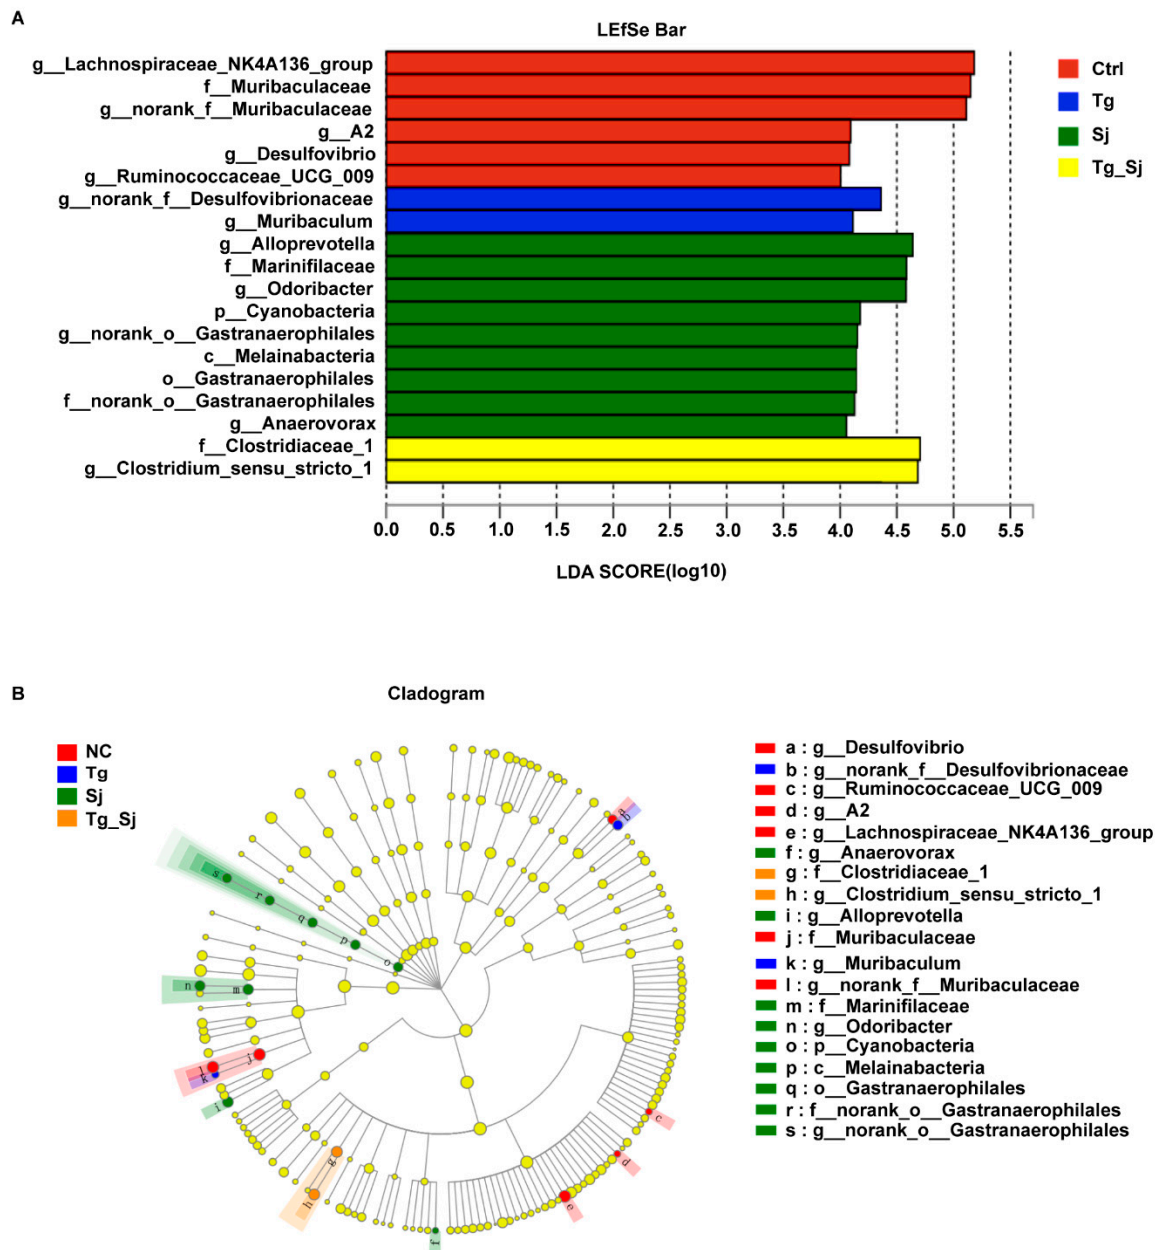 A
LEfSe Bar
g__Lachnospiraceae_NK4A136_group
f__Muribaculaceae
g__norank_f__Muribaculaceae
g__A2
g__Desulfovibrio
g__Ruminococcaceae_UCG_009
g__norank_f__Desulfovibrionaceae
g__Muribaculum
g__Alloprevotella
f__Marinifilaceae
g__Odoribacter
p__Cyanobacteria
g__norank_o__Gastranaerophilales
c__Melainabacteria
o__Gastranaerophilales
f__norank_o__Gastranaerophilales
g__Anaerovorax
f__Clostridiaceae_1
g__Clostridium_sensu_stricto_1
Ctrl
Tg
Sj
Tg_Sj
0.0 0.5 1.0 1.5 2.0 2.5 3.0 3.5 4.0 4.5 5.0 5.5
LDA SCORE(log10)
B
Cladogram
NC
Tg
Sj
Tg_Sj
a
b
s
r
q
p
o
n
m
l
j
k
i
g
h
f
e
d
c
a : g__Desulfovibrio
b : g__norank_f__Desulfovibrionaceae
c : g__Ruminococcaceae_UCG_009
d : g__A2
e : g__Lachnospiraceae_NK4A136_group
f : g__Anaerovorax
g : f__Clostridiaceae_1
h : g__Clostridium_sensu_stricto_1
i : g__Alloprevotella
j : f__Muribaculaceae
k : g__Muribaculum
l : g__norank_f__Muribaculaceae
m : f__Marinifilaceae
n : g__Odoribacter
o : p__Cyanobacteria
p : c__Melainabacteria
q : o__Gastranaerophilales
r : f__norank_o__Gastranaerophilales
s : g__norank_o__Gastranaerophilales